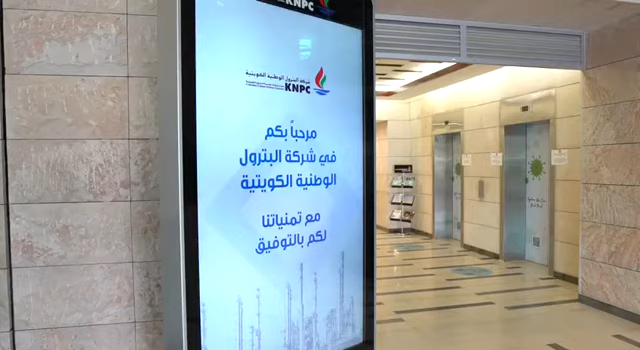 KNPC
شركة البترول الوطنية الكويتية
KNPC
مرحباً بكم
في شركة البترول
الوطنية الكويتية
مع تمنياتنا
لكم بالتوفيق